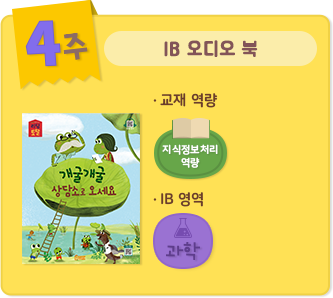 4주
IB 오디오 북
· 교재 역량
개굴개굴
상담소로 오세요
지식정보처리
역량
· IB 영역
과학